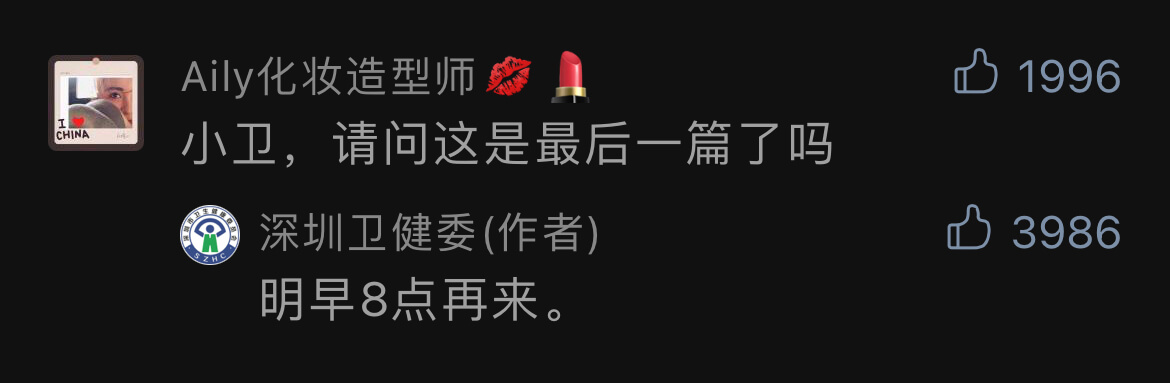 Aily化妆造型师💋💄 1996
小卫，请问这是最后一篇了吗
深圳卫健委(作者) 3986
明早8点再来。
I ❤ CHINA
SZHC